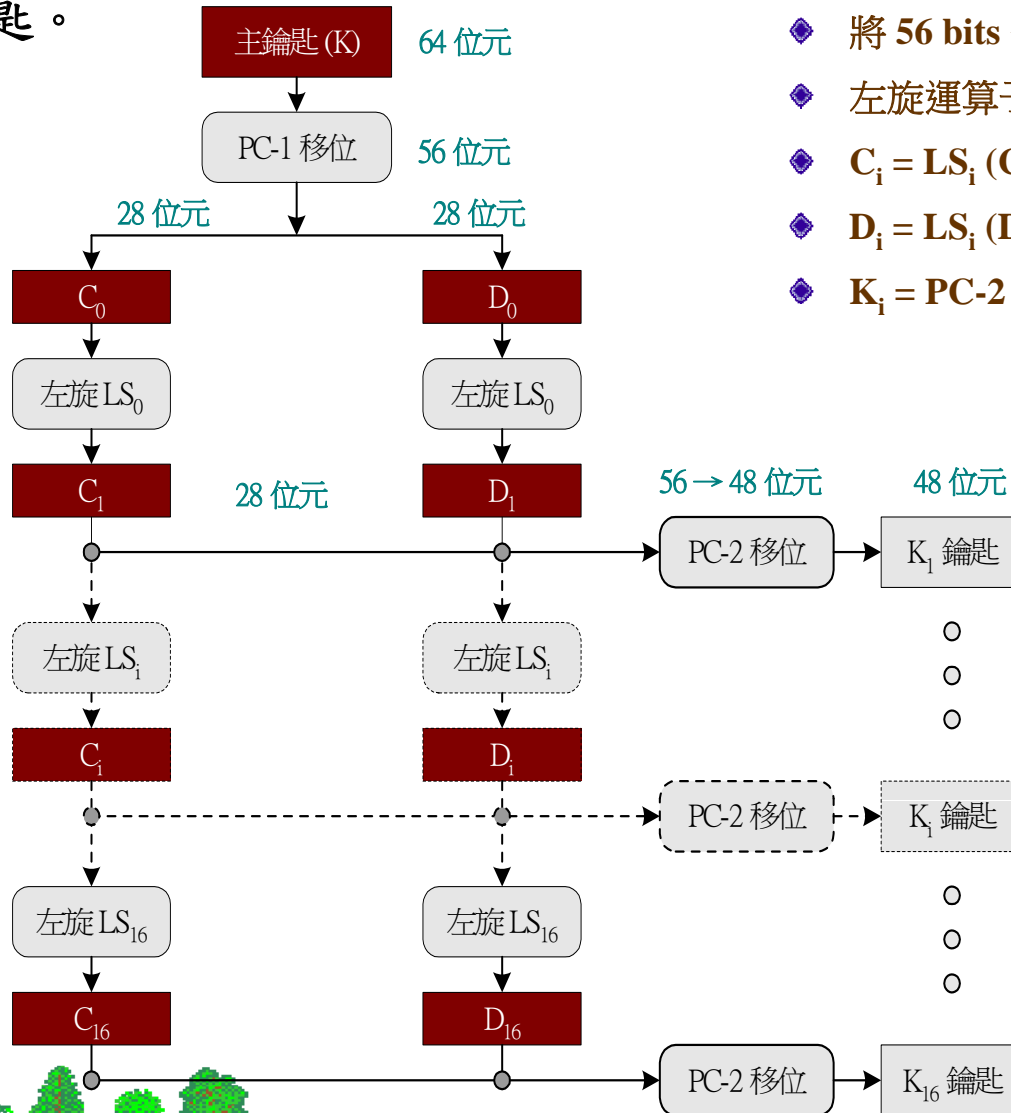 匙。
主鑰匙 (K) 64 位元
PC-1 移位 56 位元
28 位元 28 位元
C₀ D₀
左旋 LS₀ 左旋 LS₀
C₁ 28 位元 D₁ 56→48 位元 48 位元
PC-2 移位 K₁ 鑰匙
左旋 LSᵢ 左旋 LSᵢ
Cᵢ Dᵢ
PC-2 移位 Kᵢ 鑰匙
左旋 LS₁₆ 左旋 LS₁₆
C₁₆ D₁₆
PC-2 移位 K₁₆ 鑰匙
將 56 bits
左旋運算
Cᵢ = LSᵢ (
Dᵢ = LSᵢ (
Kᵢ = PC-2